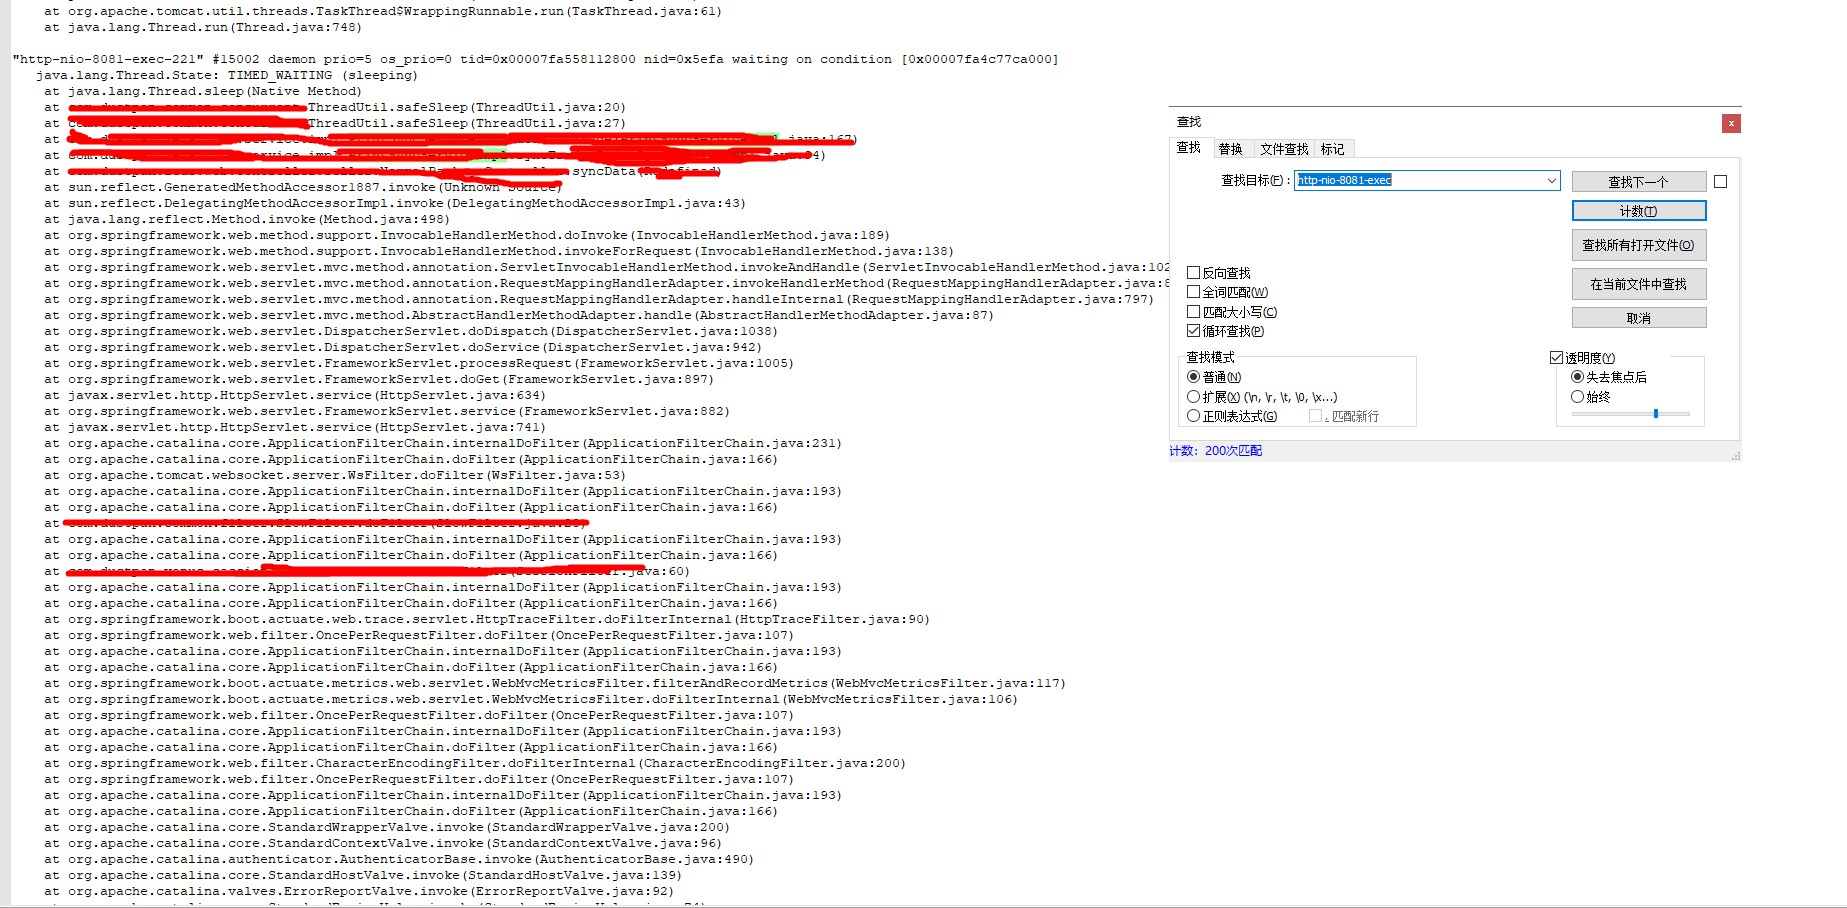 at org.apache.tomcat.util.threads.TaskThread$WrappingRunnable.run(TaskThread.java:61)
at java.lang.Thread.run(Thread.java:748)
"http-nio-8081-exec-221" #15002 daemon prio=5 os_prio=0 tid=0x00007fa558112800 nid=0x5efa waiting on condition [0x00007fa4c77ca000]
java.lang.Thread.State: TIMED_WAITING (sleeping)
at java.lang.Thread.sleep(Native Method)
at ThreadUtil.safeSleep(ThreadUtil.java:20)
at ThreadUtil.safeSleep(ThreadUtil.java:27)
at java:167)
at
at syncData(
at sun.reflect.GeneratedMethodAccessor1887.invoke(Unknown Source)
at sun.reflect.DelegatingMethodAccessorImpl.invoke(DelegatingMethodAccessorImpl.java:43)
at java.lang.reflect.Method.invoke(Method.java:498)
at org.springframework.web.method.support.InvocableHandlerMethod.doInvoke(InvocableHandlerMethod.java:189)
at org.springframework.web.method.support.InvocableHandlerMethod.invokeForRequest(InvocableHandlerMethod.java:138)
at org.springframework.web.servlet.mvc.method.annotation.ServletInvocableHandlerMethod.invokeAndHandle(ServletInvocableHandlerMethod.java:102
at org.springframework.web.servlet.mvc.method.annotation.RequestMappingHandlerAdapter.invokeHandlerMethod(RequestMappingHandlerAdapter.java:8
at org.springframework.web.servlet.mvc.method.annotation.RequestMappingHandlerAdapter.handleInternal(RequestMappingHandlerAdapter.java:797)
at org.springframework.web.servlet.mvc.method.AbstractHandlerMethodAdapter.handle(AbstractHandlerMethodAdapter.java:87)
at org.springframework.web.servlet.DispatcherServlet.doDispatch(DispatcherServlet.java:1038)
at org.springframework.web.servlet.DispatcherServlet.doService(DispatcherServlet.java:942)
at org.springframework.web.servlet.FrameworkServlet.processRequest(FrameworkServlet.java:1005)
at org.springframework.web.servlet.FrameworkServlet.doGet(FrameworkServlet.java:897)
at javax.servlet.http.HttpServlet.service(HttpServlet.java:634)
at org.springframework.web.servlet.FrameworkServlet.service(FrameworkServlet.java:882)
at javax.servlet.http.HttpServlet.service(HttpServlet.java:741)
at org.apache.catalina.core.ApplicationFilterChain.internalDoFilter(ApplicationFilterChain.java:231)
at org.apache.catalina.core.ApplicationFilterChain.doFilter(ApplicationFilterChain.java:166)
at org.apache.tomcat.websocket.server.WsFilter.doFilter(WsFilter.java:53)
at org.apache.catalina.core.ApplicationFilterChain.internalDoFilter(ApplicationFilterChain.java:193)
at org.apache.catalina.core.ApplicationFilterChain.doFilter(ApplicationFilterChain.java:166)
at
at org.apache.catalina.core.ApplicationFilterChain.internalDoFilter(ApplicationFilterChain.java:193)
at org.apache.catalina.core.ApplicationFilterChain.doFilter(ApplicationFilterChain.java:166)
at java:60)
at org.apache.catalina.core.ApplicationFilterChain.internalDoFilter(ApplicationFilterChain.java:193)
at org.apache.catalina.core.ApplicationFilterChain.doFilter(ApplicationFilterChain.java:166)
at org.springframework.boot.actuate.web.trace.servlet.HttpTraceFilter.doFilterInternal(HttpTraceFilter.java:90)
at org.springframework.web.filter.OncePerRequestFilter.doFilter(OncePerRequestFilter.java:107)
at org.apache.catalina.core.ApplicationFilterChain.internalDoFilter(ApplicationFilterChain.java:193)
at org.apache.catalina.core.ApplicationFilterChain.doFilter(ApplicationFilterChain.java:166)
at org.springframework.boot.actuate.metrics.web.servlet.WebMvcMetricsFilter.filterAndRecordMetrics(WebMvcMetricsFilter.java:117)
at org.springframework.boot.actuate.metrics.web.servlet.WebMvcMetricsFilter.doFilterInternal(WebMvcMetricsFilter.java:106)
at org.springframework.web.filter.OncePerRequestFilter.doFilter(OncePerRequestFilter.java:107)
at org.apache.catalina.core.ApplicationFilterChain.internalDoFilter(ApplicationFilterChain.java:193)
at org.apache.catalina.core.ApplicationFilterChain.doFilter(ApplicationFilterChain.java:166)
at org.springframework.web.filter.CharacterEncodingFilter.doFilterInternal(CharacterEncodingFilter.java:200)
at org.springframework.web.filter.OncePerRequestFilter.doFilter(OncePerRequestFilter.java:107)
at org.apache.catalina.core.ApplicationFilterChain.internalDoFilter(ApplicationFilterChain.java:193)
at org.apache.catalina.core.ApplicationFilterChain.doFilter(ApplicationFilterChain.java:166)
at org.apache.catalina.core.StandardWrapperValve.invoke(StandardWrapperValve.java:200)
at org.apache.catalina.core.StandardContextValve.invoke(StandardContextValve.java:96)
at org.apache.catalina.authenticator.AuthenticatorBase.invoke(AuthenticatorBase.java:490)
at org.apache.catalina.core.StandardHostValve.invoke(StandardHostValve.java:139)
at org.apache.catalina.valves.ErrorReportValve.invoke(ErrorReportValve.java:92)
查找
查找 替换 文件查找 标记
查找目标(F): http-nio-8081-exec
查找下一个
计数(T)
查找所有打开文件(O)
在当前文件中查找
取消
反向查找
全词匹配(W)
匹配大小写(C)
循环查找(P)
查找模式
普通(N)
扩展(X) (\n, \r, \t, \0, \x...)
正则表达式(G) . 匹配新行
透明度(Y)
失去焦点后
始终
计数: 200次匹配